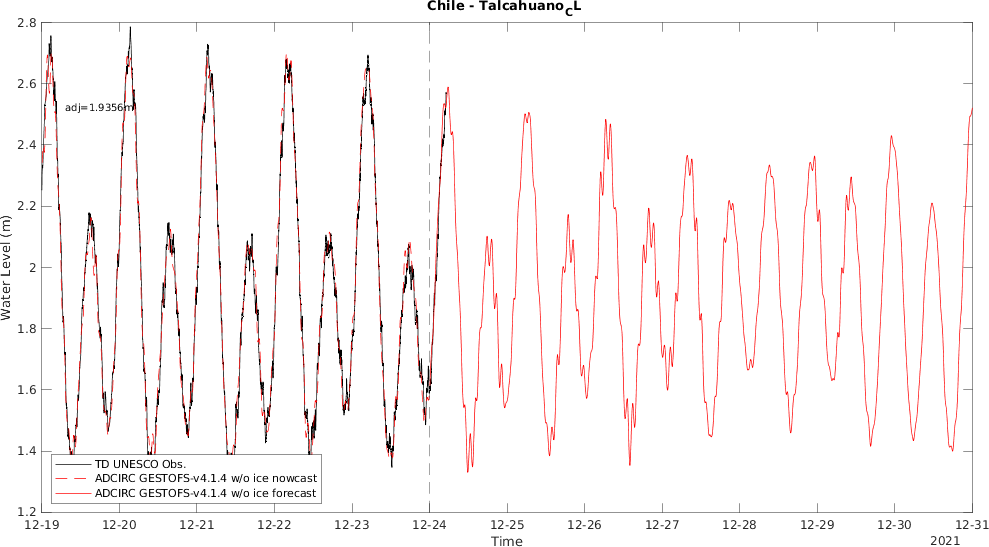 Chile - Talcahuano_CL
2.8
2.6
2.4
2.2
2
1.8
1.6
1.4
1.2
Water Level (m)
adj=1.9356m
TD UNESCO Obs.
ADCIRC GESTOFS-v4.1.4 w/o ice nowcast
ADCIRC GESTOFS-v4.1.4 w/o ice forecast
12-19 12-20 12-21 12-22 12-23 12-24 12-25 12-26 12-27 12-28 12-29 12-30 12-31
Time
2021